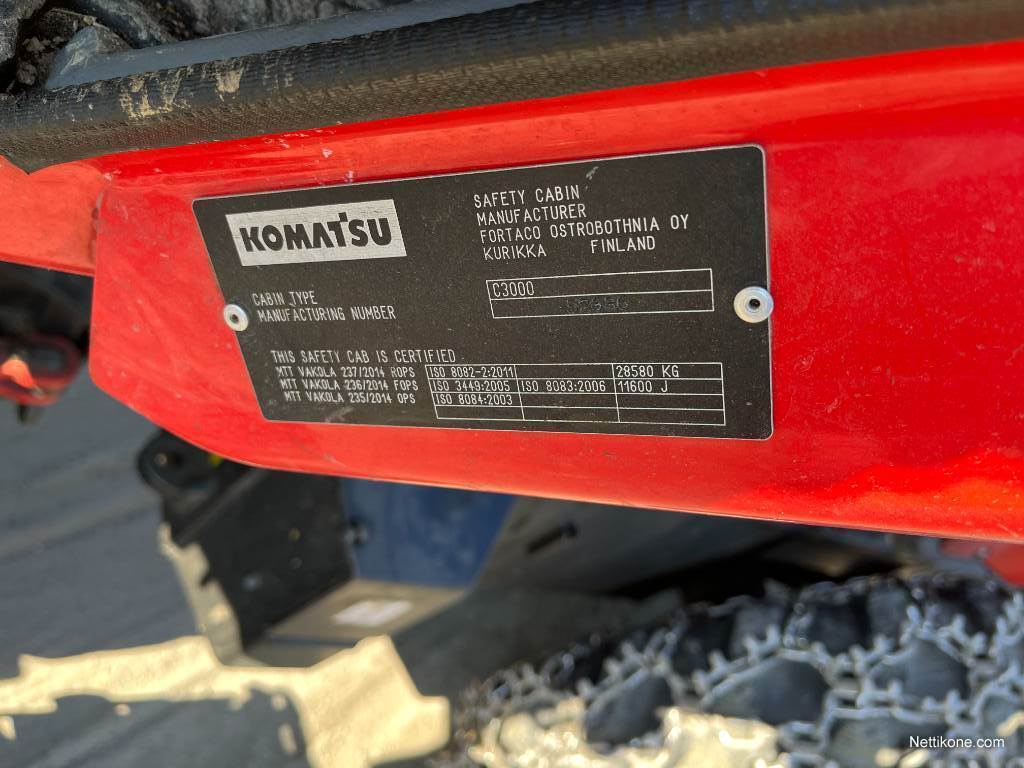 KOMATSU
SAFETY CABIN
MANUFACTURER
FORTACO OSTROBOTHNIA OY
KURIKKA FINLAND
CABIN TYPE C3000
MANUFACTURING NUMBER
THIS SAFETY CAB IS CERTIFIED
MTT VAKOLA 237/2014 ROPS ISO 8082-2:2011 28580 KG
MTT VAKOLA 236/2014 FOPS ISO 3449:2005 ISO 8083:2006 11600 J
MTT VAKOLA 235/2014 OPS ISO 8084:2003
Nettikone.com